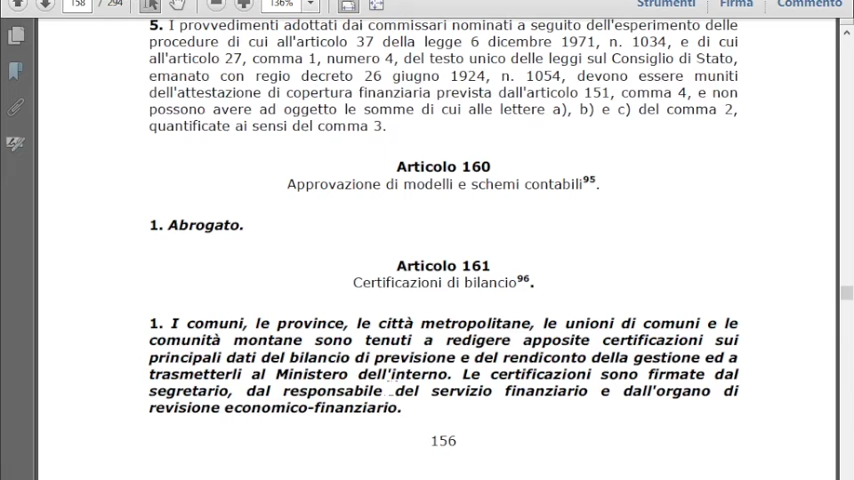 158
/ 294
136%
Strumenti
Firma
Commento
5. I provvedimenti adottati dai commissari nominati a seguito dell'esperimento delle
procedure di cui all'articolo 37 della legge 6 dicembre 1971, n. 1034, e di cui
all'articolo 27, comma 1, numero 4, del testo unico delle leggi sul Consiglio di Stato,
emanato con regio decreto 26 giugno 1924, n. 1054, devono essere muniti
dell'attestazione di copertura finanziaria prevista dall'articolo 151, comma 4, e non
possono avere ad oggetto le somme di cui alle lettere a), b) e c) del comma 2,
quantificate ai sensi del comma 3.
Articolo 160
Approvazione di modelli e schemi contabili95.
1. Abrogato.
Articolo 161
Certificazioni di bilancio96.
1. I comuni, le province, le città metropolitane, le unioni di comuni e le
comunità montane sono tenuti a redigere apposite certificazioni sui
principali dati del bilancio di previsione e del rendiconto della gestione ed a
trasmetterli al Ministero dell'interno. Le certificazioni sono firmate dal
segretario, dal responsabile del servizio finanziario e dall'organo di
revisione economico-finanziario.
156